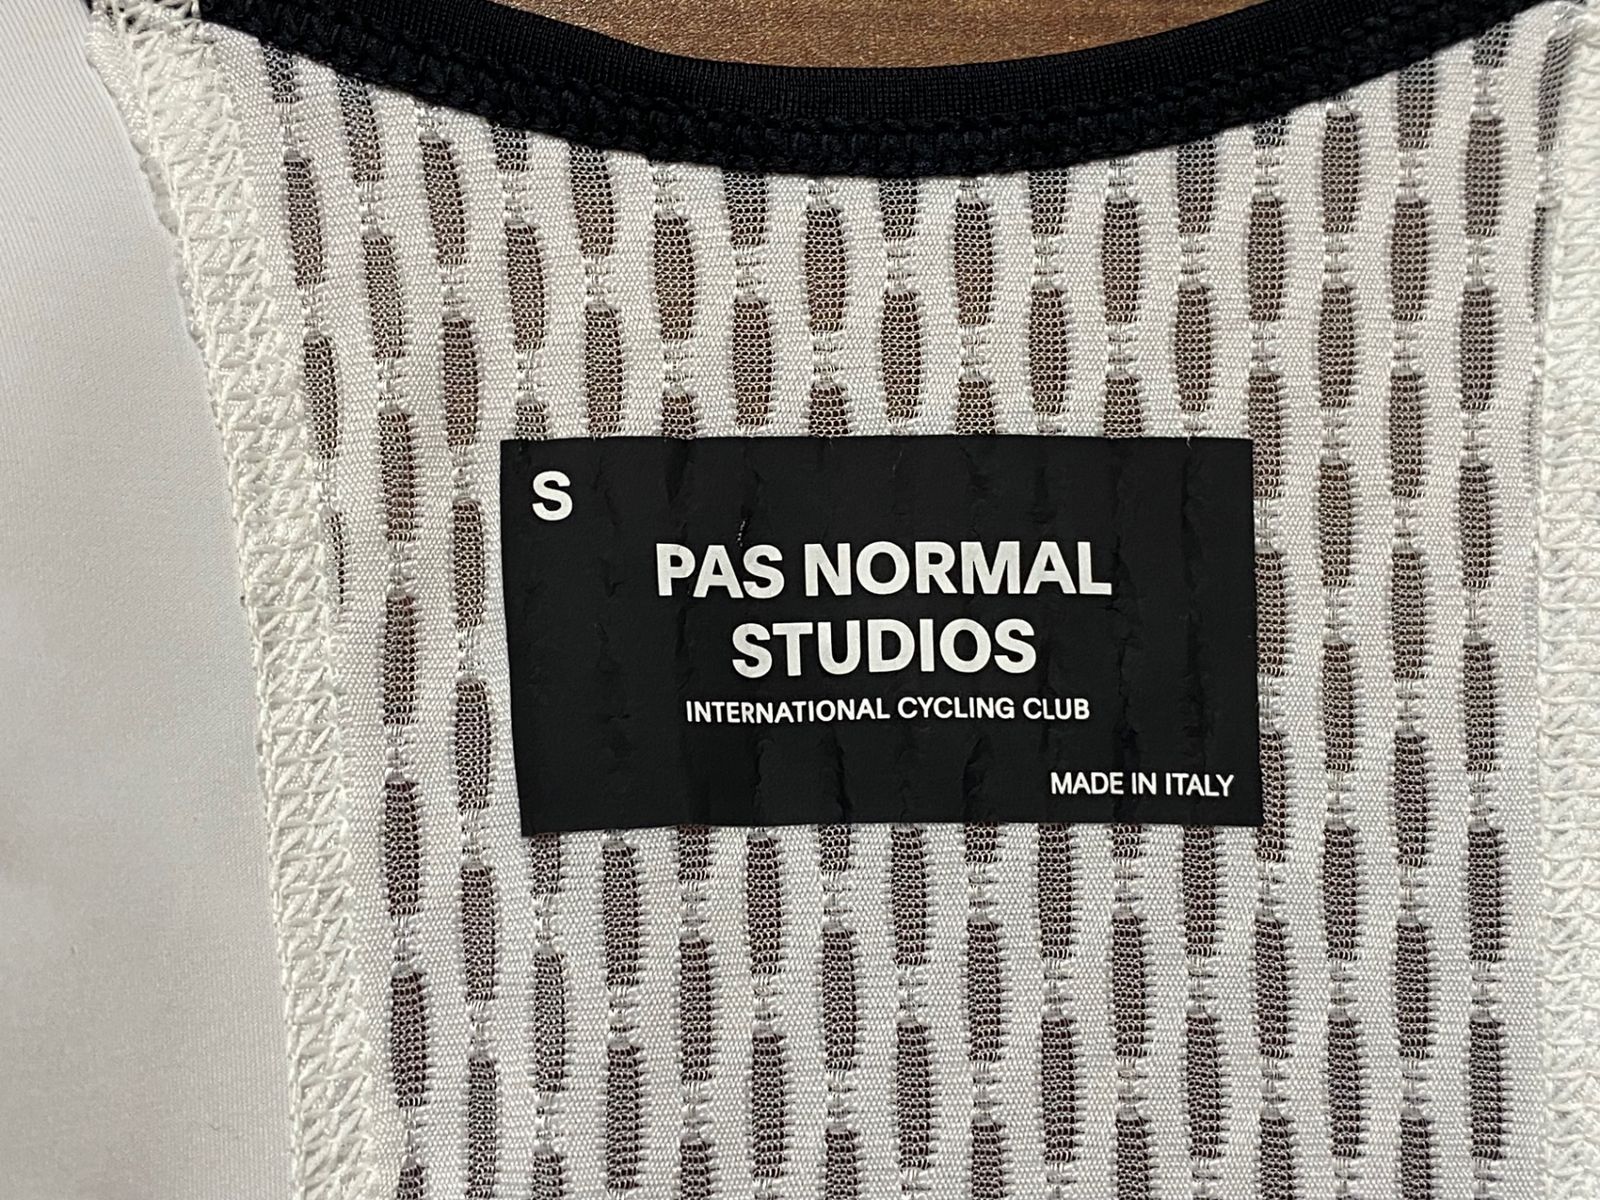 S
PAS NORMAL
STUDIOS
INTERNATIONAL CYCLING CLUB
MADE IN ITALY